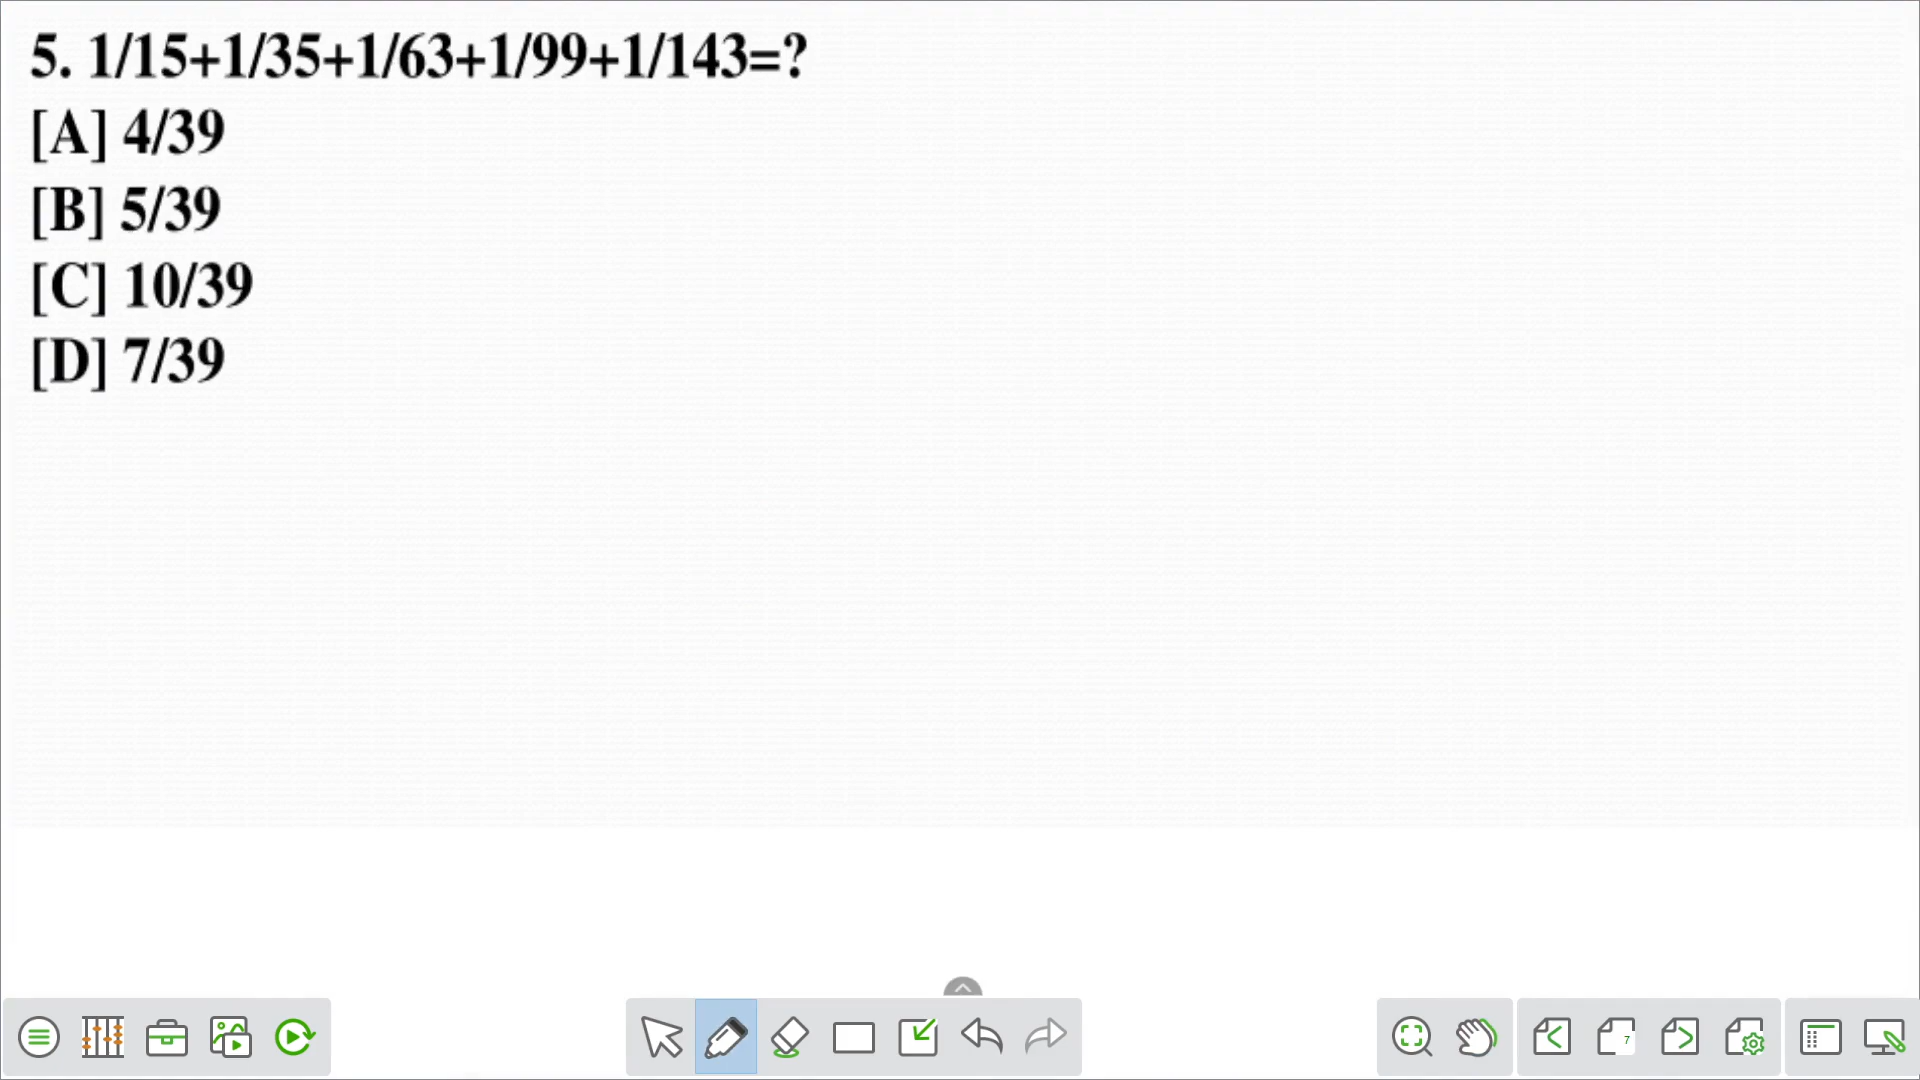 5. 1/15+1/35+1/63+1/99+1/143=?
[A] 4/39
[B] 5/39
[C] 10/39
[D] 7/39
7